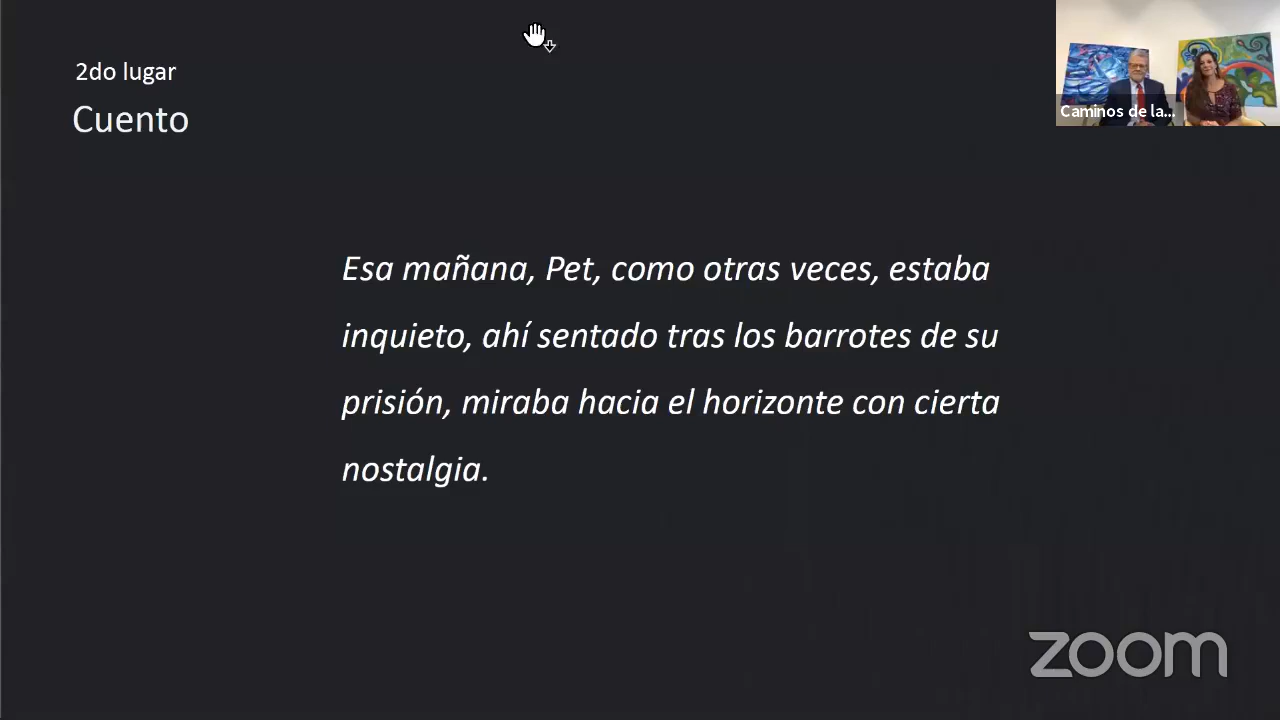 2do lugar
Cuento
Caminos de la...
Esa mañana, Pet, como otras veces, estaba
inquieto, ahí sentado tras los barrotes de su
prisión, miraba hacia el horizonte con cierta
nostalgia.
zoom